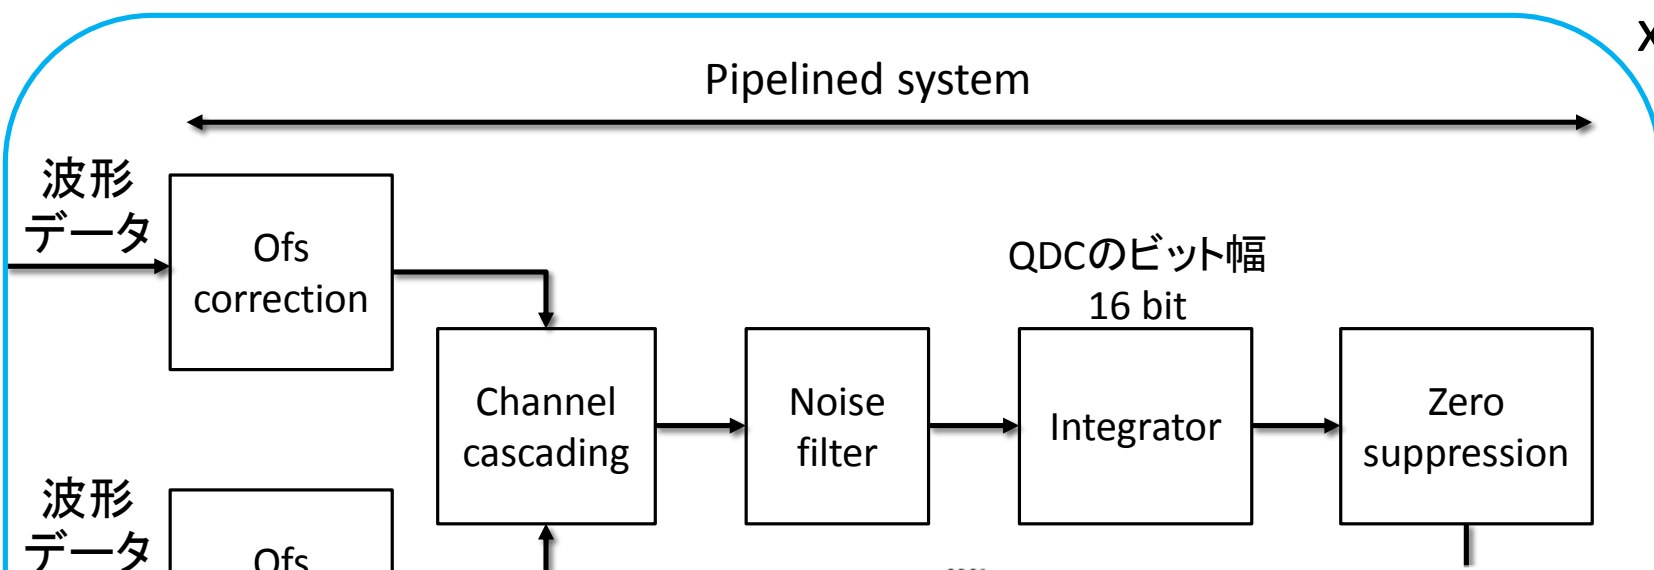 Pipelined system
波形
データ
Ofs
correction
QDCのビット幅
16 bit
Channel
cascading
Noise
filter
Integrator
Zero
suppression
波形
データ
Ofs